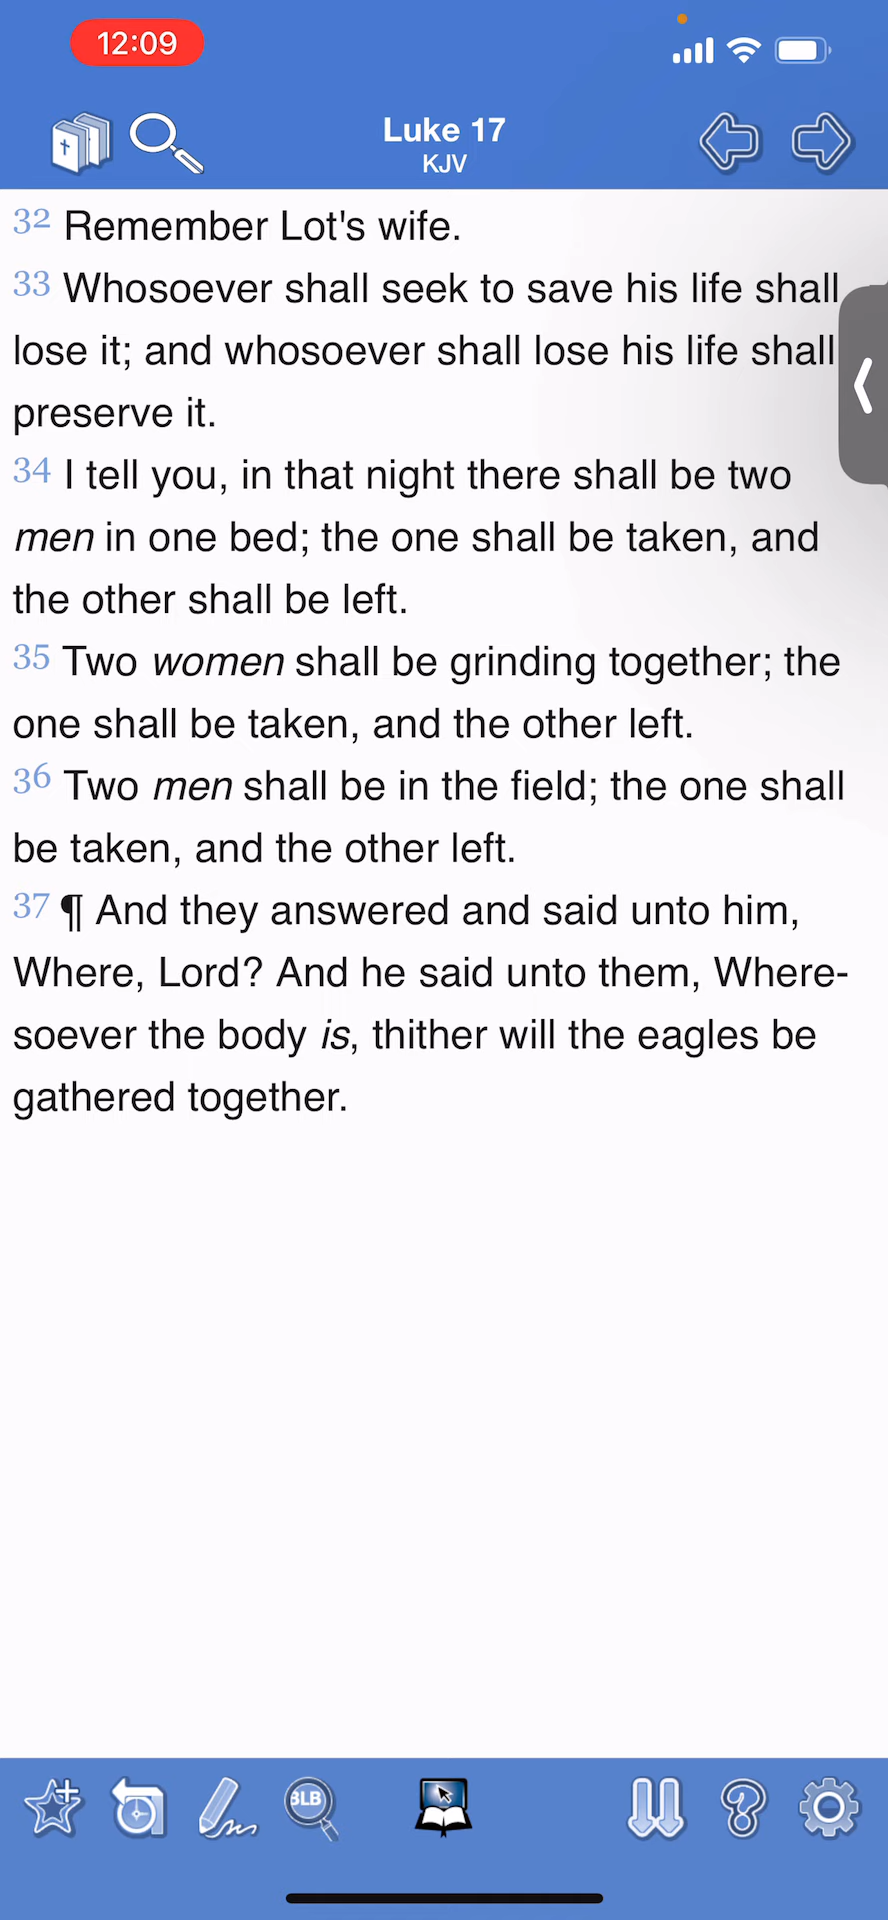 12:09
Luke 17
KJV
32 Remember Lot's wife.
33 Whosoever shall seek to save his life shall
lose it; and whosoever shall lose his life shall
preserve it.
34 I tell you, in that night there shall be two
men in one bed; the one shall be taken, and
the other shall be left.
35 Two women shall be grinding together; the
one shall be taken, and the other left.
36 Two men shall be in the field; the one shall
be taken, and the other left.
37 ¶ And they answered and said unto him,
Where, Lord? And he said unto them, Where-
soever the body is, thither will the eagles be
gathered together.
BLB